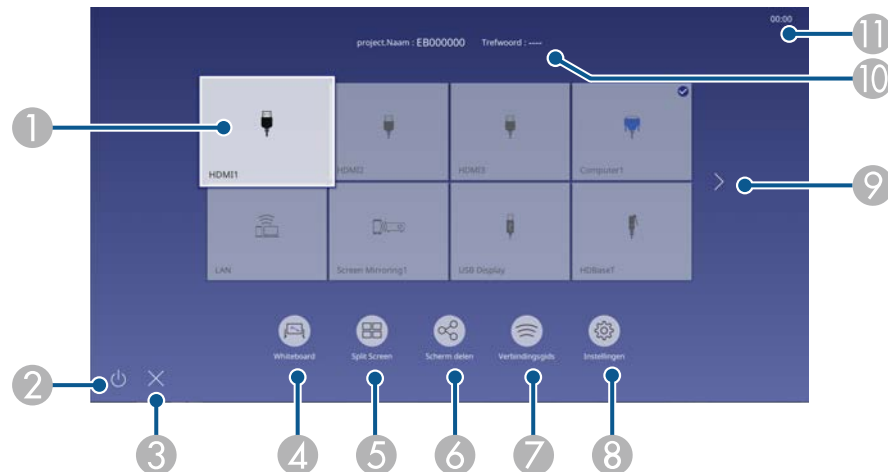 00:00
project.Naam : EB000000 Trefwoord : ----
HDMI1
HDMI2
HDMI3
Computer1
LAN
Screen Mirroring1
USB Display
HDBaseT
Whiteboard
Split Screen
Scherm delen
Verbindingsgids
Instellingen
1
2
3
4
5
6
7
8
9
10
11